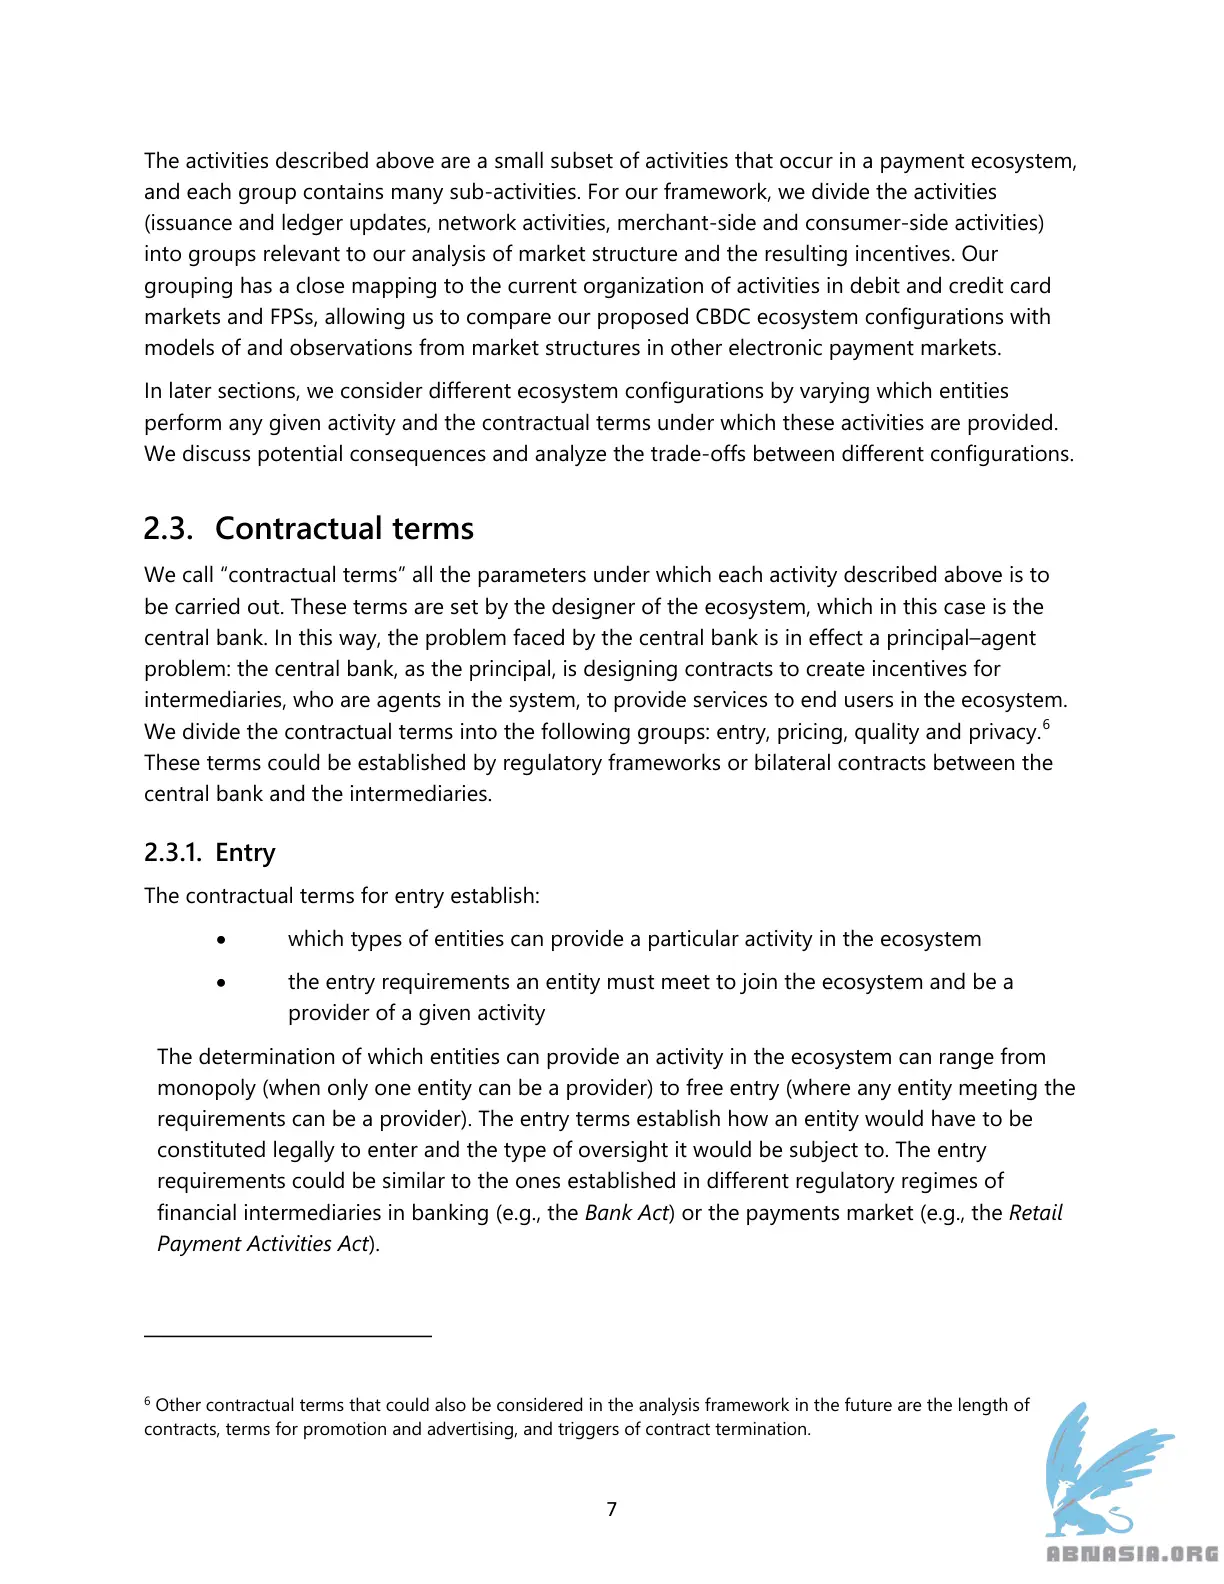 The activities described above are a small subset of activities that occur in a payment ecosystem,
and each group contains many sub-activities. For our framework, we divide the activities
(issuance and ledger updates, network activities, merchant-side and consumer-side activities)
into groups relevant to our analysis of market structure and the resulting incentives. Our
grouping has a close mapping to the current organization of activities in debit and credit card
markets and FPSs, allowing us to compare our proposed CBDC ecosystem configurations with
models of and observations from market structures in other electronic payment markets.
In later sections, we consider different ecosystem configurations by varying which entities
perform any given activity and the contractual terms under which these activities are provided.
We discuss potential consequences and analyze the trade-offs between different configurations.
2.3. Contractual terms
We call “contractual terms” all the parameters under which each activity described above is to
be carried out. These terms are set by the designer of the ecosystem, which in this case is the
central bank. In this way, the problem faced by the central bank is in effect a principal–agent
problem: the central bank, as the principal, is designing contracts to create incentives for
intermediaries, who are agents in the system, to provide services to end users in the ecosystem.
We divide the contractual terms into the following groups: entry, pricing, quality and privacy.6
These terms could be established by regulatory frameworks or bilateral contracts between the
central bank and the intermediaries.
2.3.1. Entry
The contractual terms for entry establish:
• which types of entities can provide a particular activity in the ecosystem
• the entry requirements an entity must meet to join the ecosystem and be a
provider of a given activity
The determination of which entities can provide an activity in the ecosystem can range from
monopoly (when only one entity can be a provider) to free entry (where any entity meeting the
requirements can be a provider). The entry terms establish how an entity would have to be
constituted legally to enter and the type of oversight it would be subject to. The entry
requirements could be similar to the ones established in different regulatory regimes of
financial intermediaries in banking (e.g., the Bank Act) or the payments market (e.g., the Retail
Payment Activities Act).
6 Other contractual terms that could also be considered in the analysis framework in the future are the length of
contracts, terms for promotion and advertising, and triggers of contract termination.
7
ABNASIA.ORG